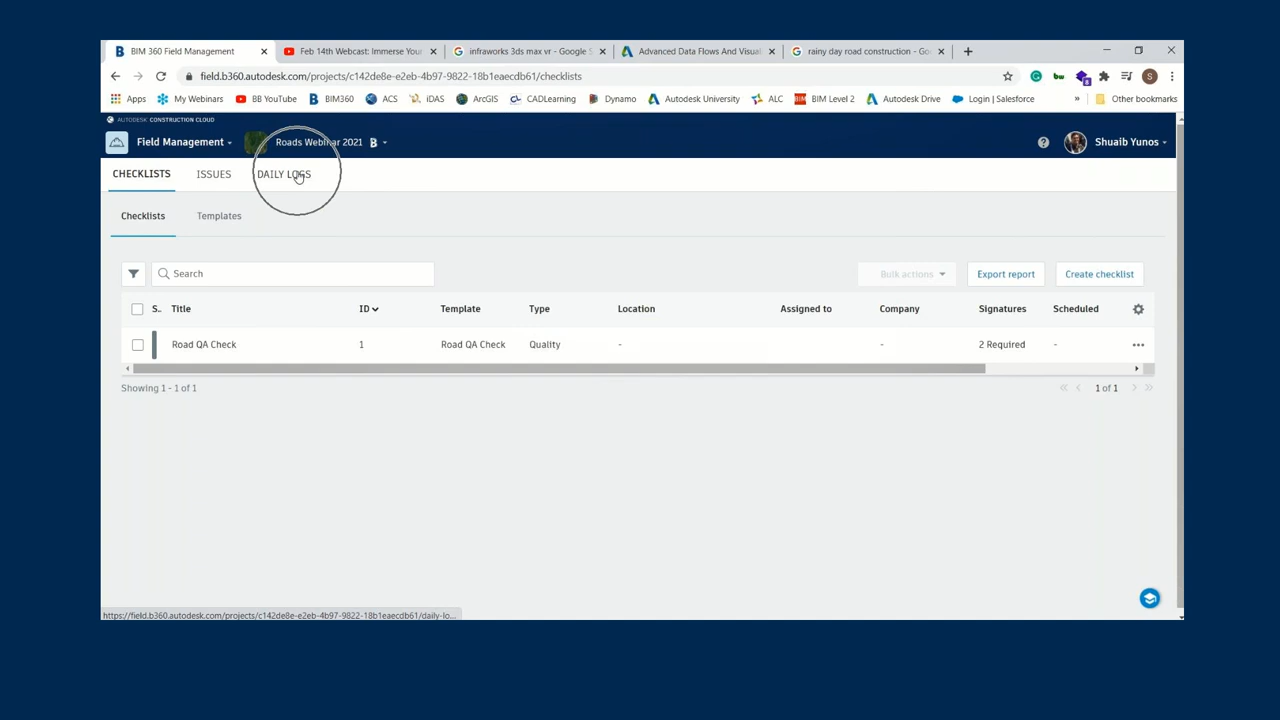 BIM 360 Field Management
Feb 14th Webcast: Immerse Your
infraworks 3ds max vr - Google S
Advanced Data Flows And Visual
rainy day road construction - Go
field.b360.autodesk.com/projects/c142de8e-e2eb-4b97-9822-18b1eaecdb61/checklists
Apps My Webinars BB YouTube BIM360 ACS iDAS ArcGIS CADLearning Dynamo Autodesk University ALC BIM Level 2 Autodesk Drive Login | Salesforce » Other bookmarks
AUTODESK CONSTRUCTION CLOUD
Field Management Roads Webinar 2021 Shuaib Yunos
CHECKLISTS ISSUES DAILY LOGS
Checklists Templates
Search Bulk actions Export report Create checklist
S.. Title ID Template Type Location Assigned to Company Signatures Scheduled
Road QA Check 1 Road QA Check Quality - - 2 Required -
Showing 1 - 1 of 1 1 of 1
https://field.b360.autodesk.com/projects/c142de8e-e2eb-4b97-9822-18b1eaecdb61/daily-lo...